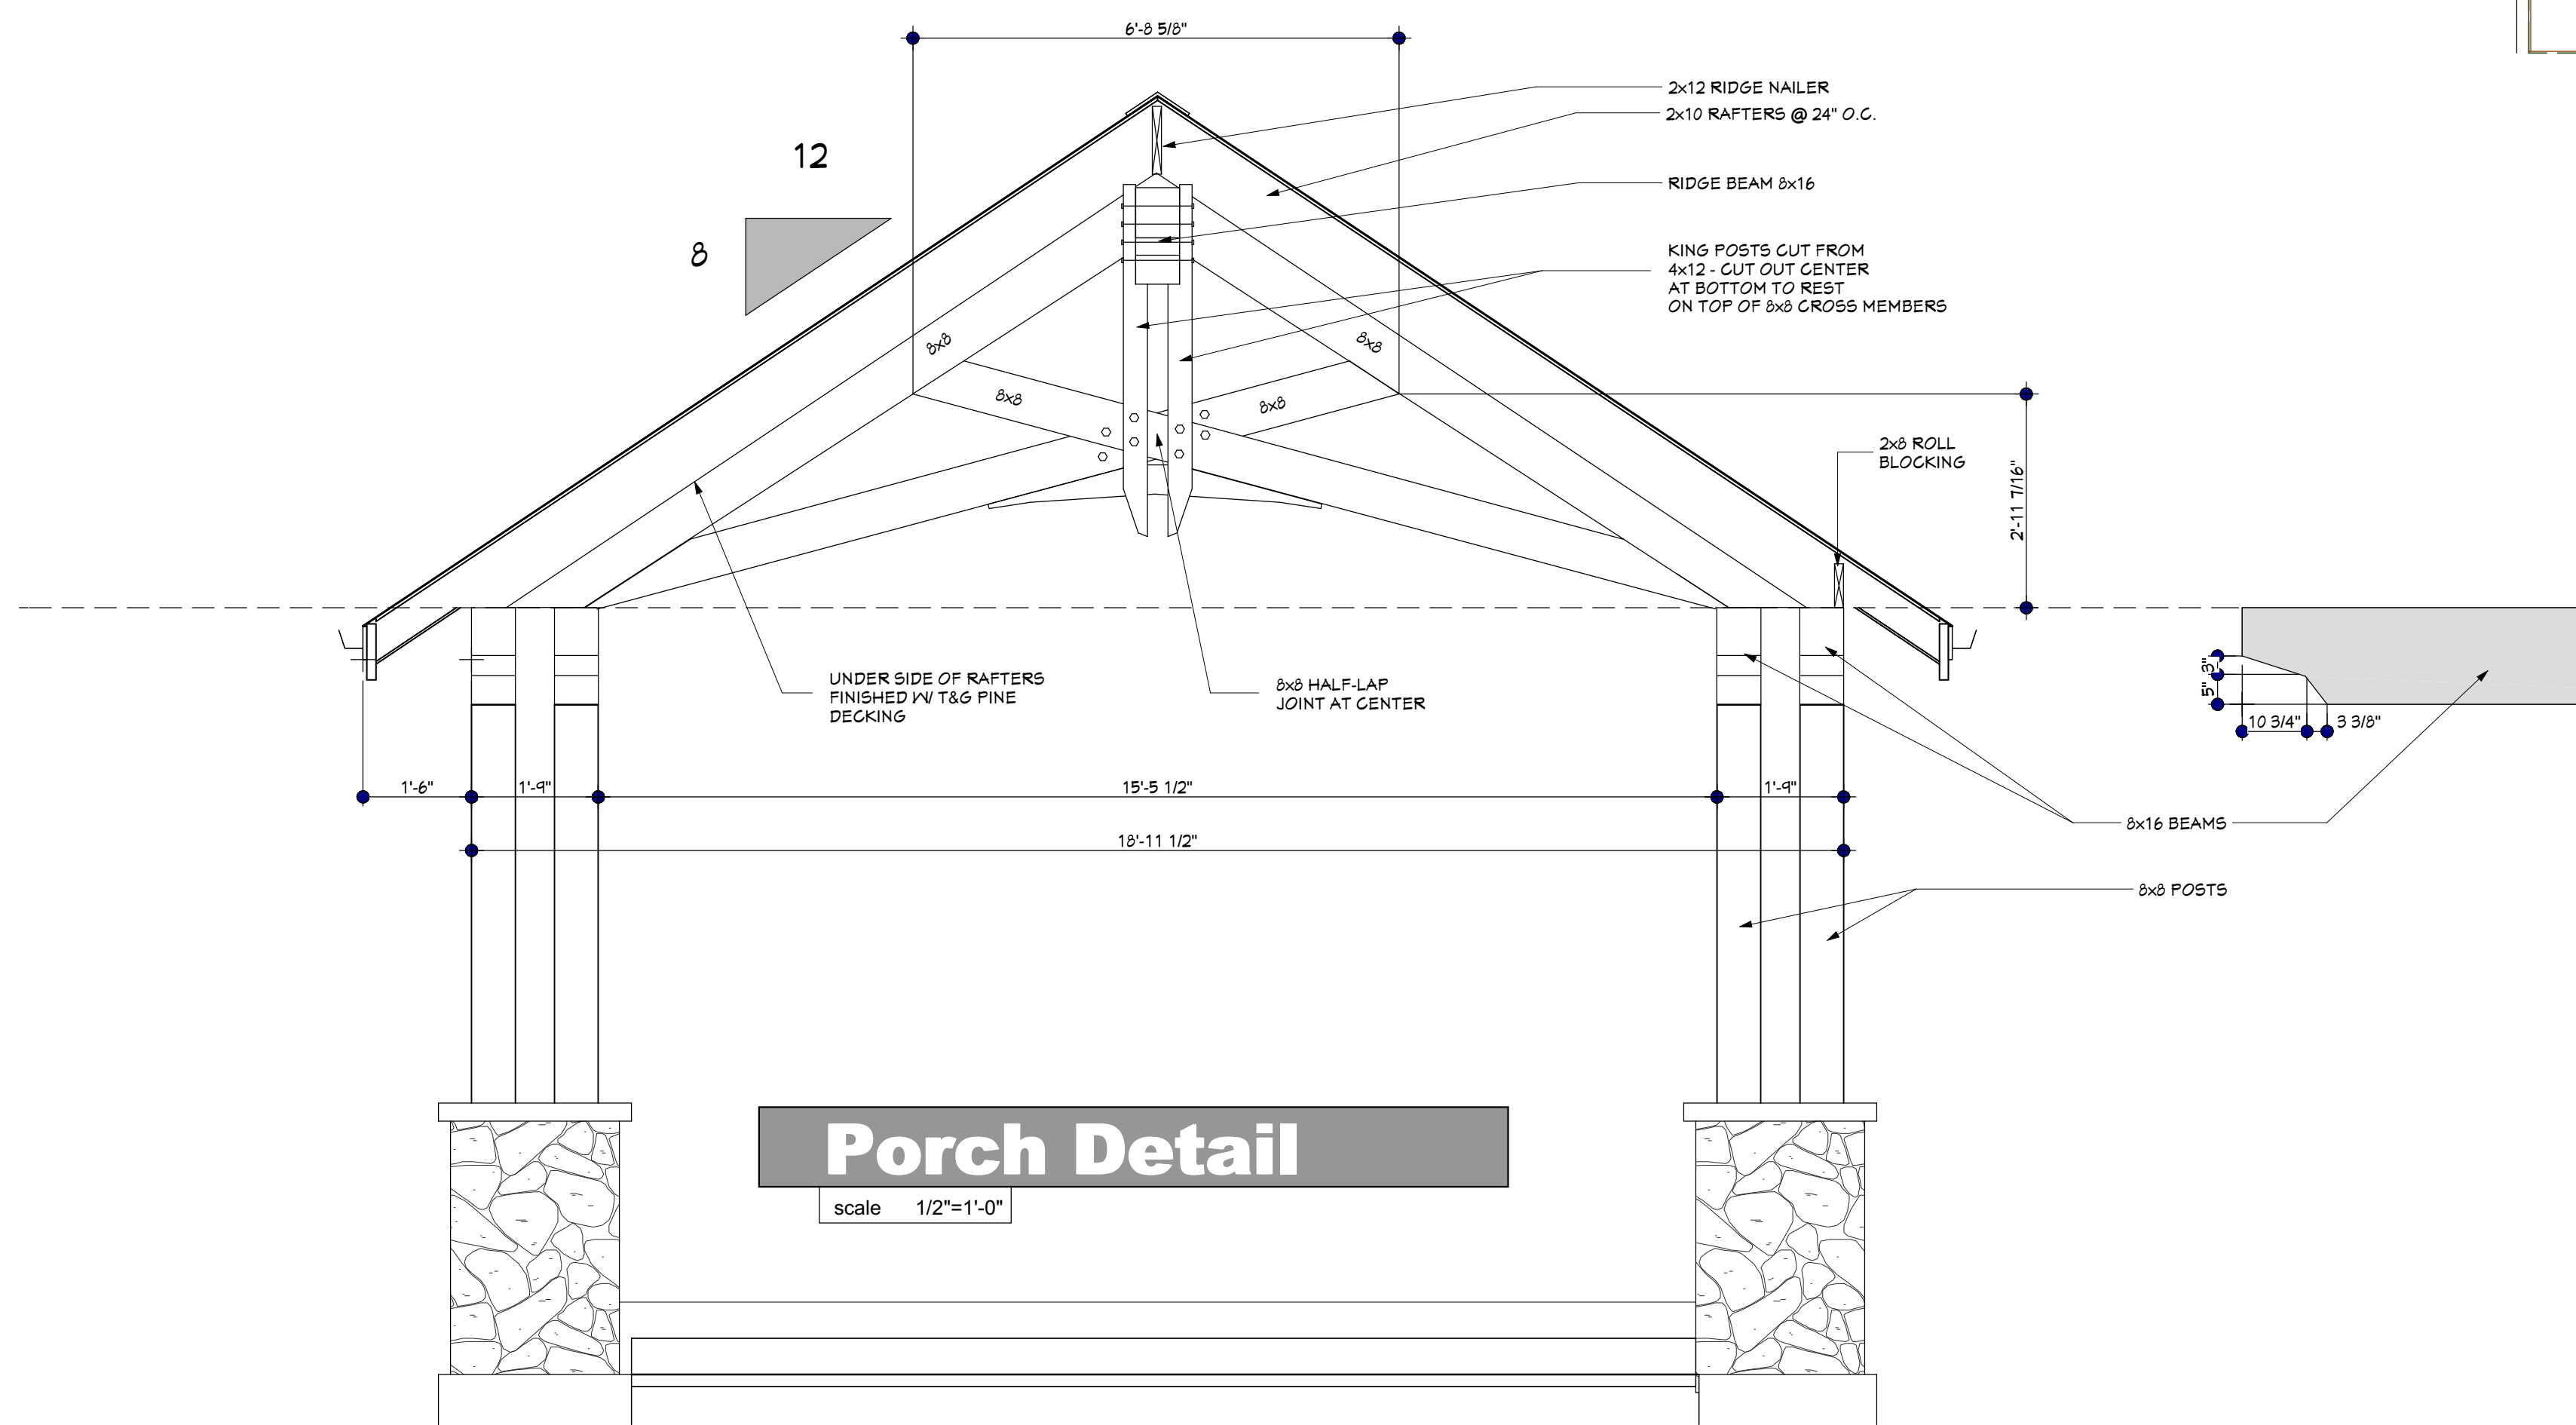 6'-8 5/8"
2x12 RIDGE NAILER
2x10 RAFTERS @ 24" O.C.
12
RIDGE BEAM 8x16
8
KING POSTS CUT FROM
4x12 - CUT OUT CENTER
AT BOTTOM TO REST
ON TOP OF 8x8 CROSS MEMBERS
8x8
8x8
8x8
8x8
2x8 ROLL
BLOCKING
2'-11 7/16"
UNDER SIDE OF RAFTERS
FINISHED W/ T&G PINE
DECKING
8x8 HALF-LAP
JOINT AT CENTER
3"
5"
10 3/4"
3 3/8"
1'-6"
1'-9"
15'-5 1/2"
1'-9"
8x16 BEAMS
18'-11 1/2"
8x8 POSTS
Porch Detail
scale 1/2"=1'-0"